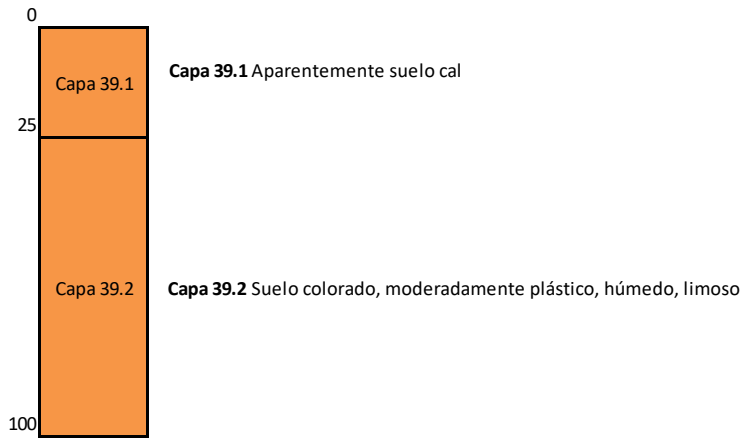 0
Capa 39.1
Capa 39.1 Aparentemente suelo cal
25
Capa 39.2
Capa 39.2 Suelo colorado, moderadamente plástico, húmedo, limoso
100